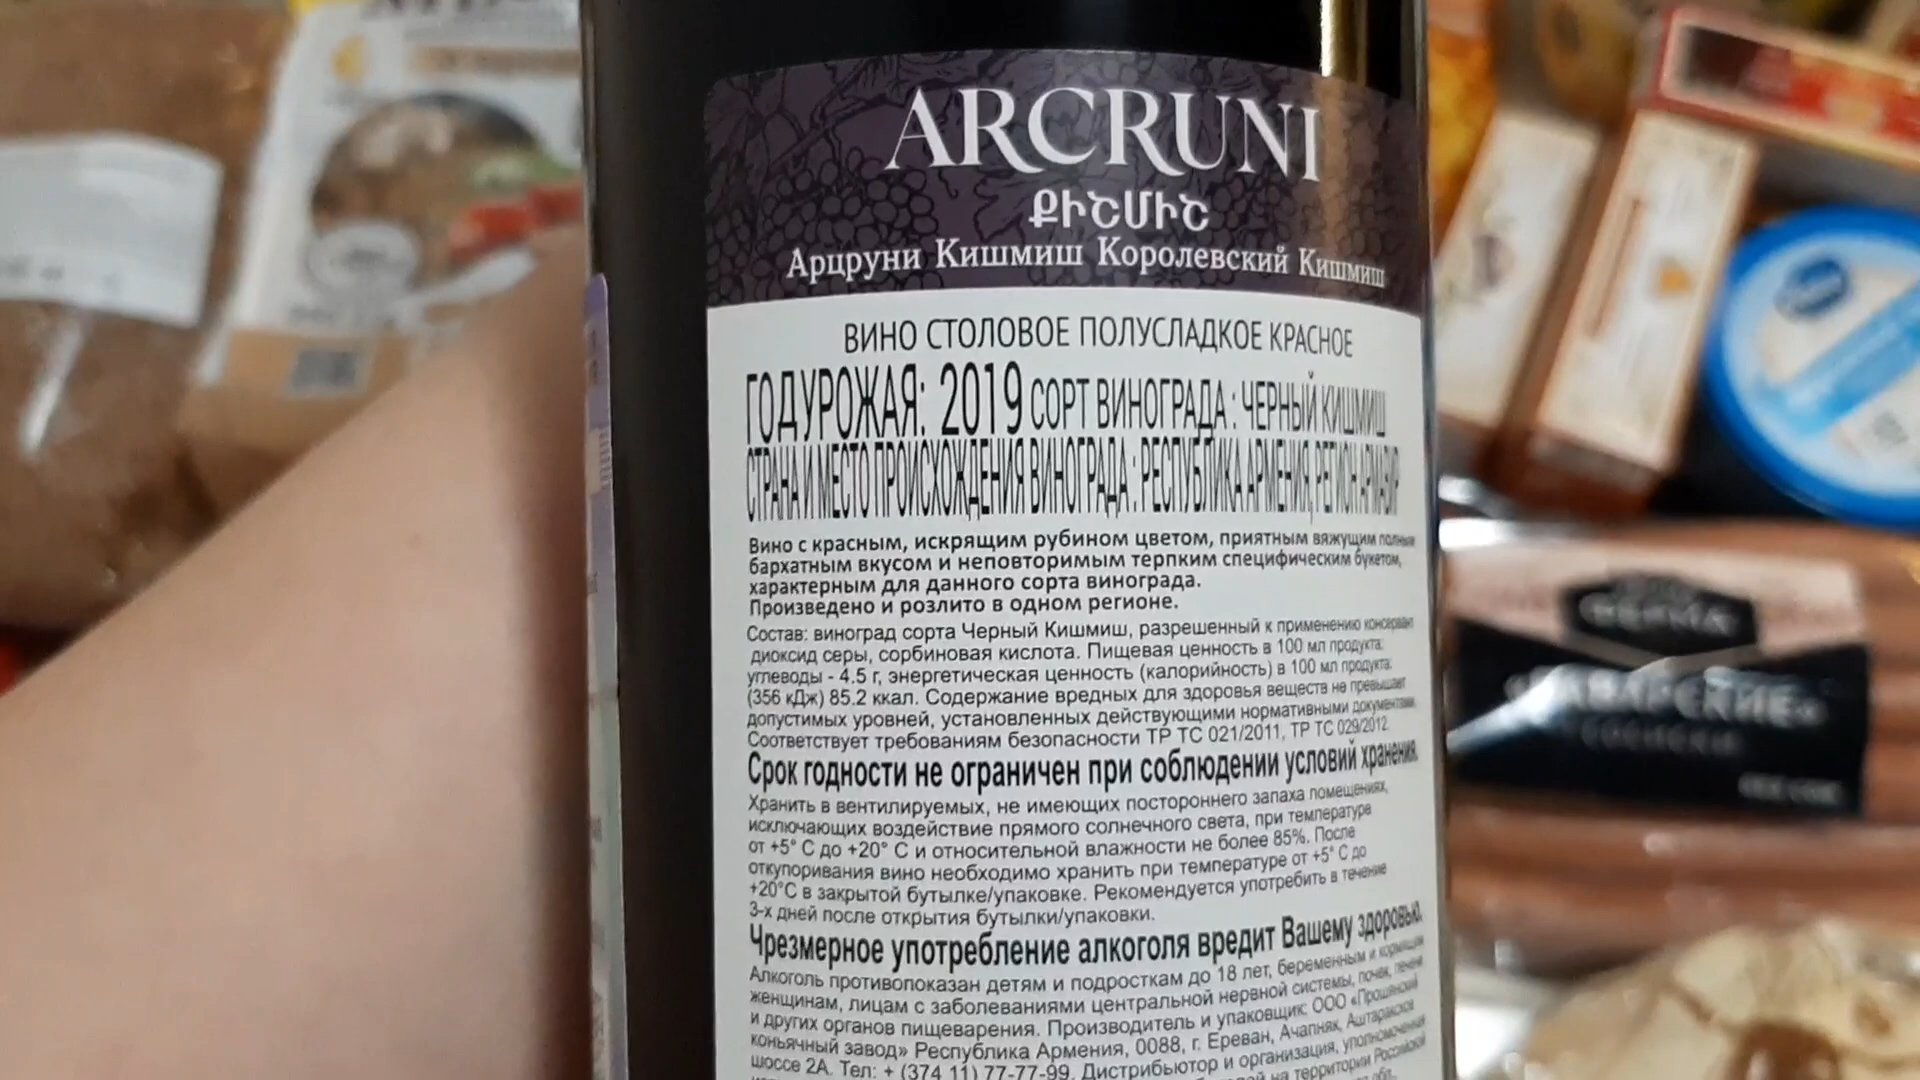 ARCRUNI
ՔԻՇՄԻՇ
Арцруни Кишмиш Королевский Кишмиш
ВИНО СТОЛОВОЕ ПОЛУСЛАДКОЕ КРАСНОЕ
ГОД УРОЖАЯ: 2019 СОРТ ВИНОГРАДА : ЧЕРНЫЙ КИШМИШ
СТРАНА И МЕСТО ПРОИСХОЖДЕНИЯ ВИНОГРАДА : РЕСПУБЛИКА АРМЕНИЯ, РЕГИОН АРМАВИР
Вино с красным, искрящим рубином цветом, приятным вяжущим полным
бархатным вкусом и неповторимым терпким специфическим букетом,
характерным для данного сорта винограда.
Произведено и розлито в одном регионе.
Состав: виноград сорта Черный Кишмиш, разрешенный к применению консервант
диоксид серы, сорбиновая кислота. Пищевая ценность в 100 мл продукта:
углеводы - 4.5 г, энергетическая ценность (калорийность) в 100 мл продукта:
(356 кДж) 85.2 ккал. Содержание вредных для здоровья веществ не превышает
допустимых уровней, установленных действующими нормативными документами.
Соответствует требованиям безопасности ТР ТС 021/2011, ТР ТС 029/2012.
Срок годности не ограничен при соблюдении условий хранения.
Хранить в вентилируемых, не имеющих постороннего запаха помещениях,
исключающих воздействие прямого солнечного света, при температуре
от +5° C до +20° C и относительной влажности не более 85%. После
откупоривания вино необходимо хранить при температуре от +5° C до
+20°C в закрытой бутылке/упаковке. Рекомендуется употребить в течение
3-х дней после открытия бутылки/упаковки.
Чрезмерное употребление алкоголя вредит Вашему здоровью.
Алкоголь противопоказан детям и подросткам до 18 лет, беременным и кормящим
женщинам, лицам с заболеваниями центральной нервной системы, почек, печени
и других органов пищеварения. Производитель и упаковщик: ООО «Прошянский
коньячный завод» Республика Армения, 0088, г. Ереван, Ачапняк, Аштаракское
шоссе 2А. Тел: + (374 11) 77-77-99. Дистрибьютор и организация, уполномоченная
на территории Российской
обл.,
ФЕРМА
«БАВАРСКИЕ»
СОСИСКИ